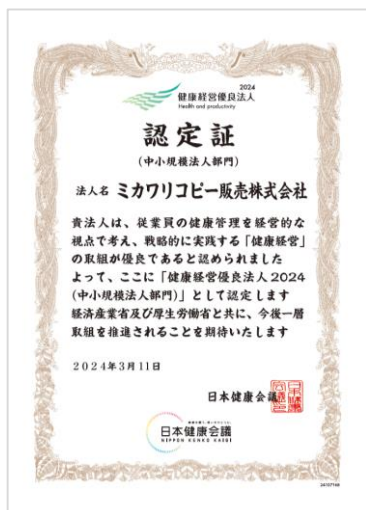 2024
健康経営優良法人
Health and productivity
認定証
(中小規模法人部門)
法人名 ミカワリコピー販売株式会社
貴法人は、従業員の健康管理を経営的な
視点で考え、戦略的に実践する「健康経営」
の取組が優良であると認められました
よって、ここに「健康経営優良法人2024
(中小規模法人部門)」として認定します
経済産業省及び厚生労働省と共に、今後一層
取組を推進されることを期待いたします
2024年3月11日
日本健康会議
日本健康会議
NIPPON KENKO KAIGI